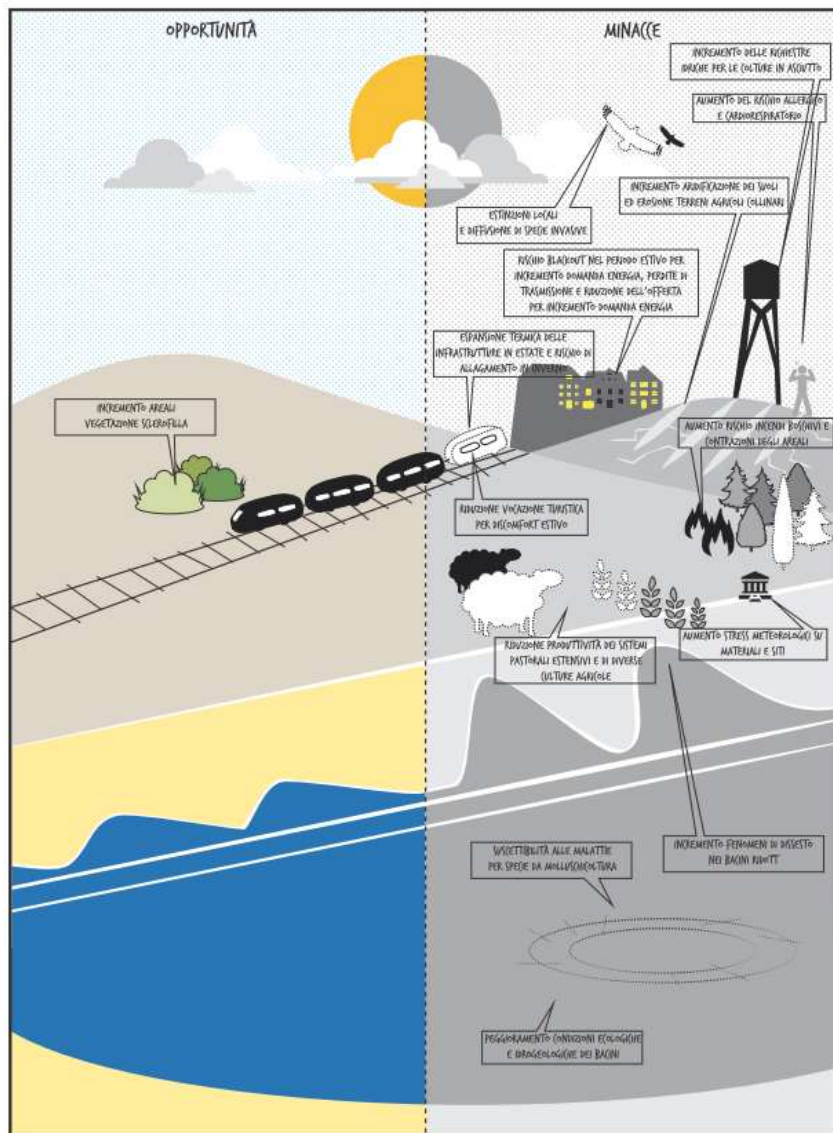 OPPORTUNITÀ
MINACCE
INCREMENTO DELLE RICHIESTRE
IDRICHE PER LE COLTURE IN ASCIUTTO
AUMENTO DEL RISCHIO ALLERGICO
E CARDIORESPIRATORIO
INCREMENTO ARIDIFICAZIONE DEI SUOLI
ED EROSIONE TERRENI AGRICOLI COLLINARI
ESTINZIONI LOCALI
E DIFFUSIONE DI SPECIE INVASIVE
RISCHIO BLACKOUT NEL PERIODO ESTIVO PER
INCREMENTO DOMANDA ENERGIA, PERDITE DI
TRASMISSIONE E RIDUZIONE DELL'OFFERTA
PER INCREMENTO DOMANDA ENERGIA
ESPANSIONE TERMICA DELLE
INFRASTRUTTURE IN ESTATE E RISCHIO DI
ALLAGAMENTO IN INVERNO
INCREMENTO AREALI
VEGETAZIONE SCLEROFILLA
AUMENTO RISCHIO INCENDI BOSCHIVI E
CONTRAZIONI DEGLI AREALI
RIDUZIONE VOCAZIONE TURISTICA
PER DISCOMFORT ESTIVO
RIDUZIONE PRODUTTIVITÀ DEI SISTEMI
PASTORALI ESTENSIVI E DI DIVERSE
CULTURE AGRICOLE
AUMENTO STRESS METEOROLOGICI SU
MATERIALI E SITI
SUSCETTIBILITÀ ALLE MALATTIE
PER SPECIE DA MOLLUSCHICOLTURA
INCREMENTO FENOMENI DI DISSESTO
NEI BACINI RIDOTT
PEGGIORAMENTO CONDIZIONI ECOLOGICHE
E IDROGEOLOGICHE DEI BACINI